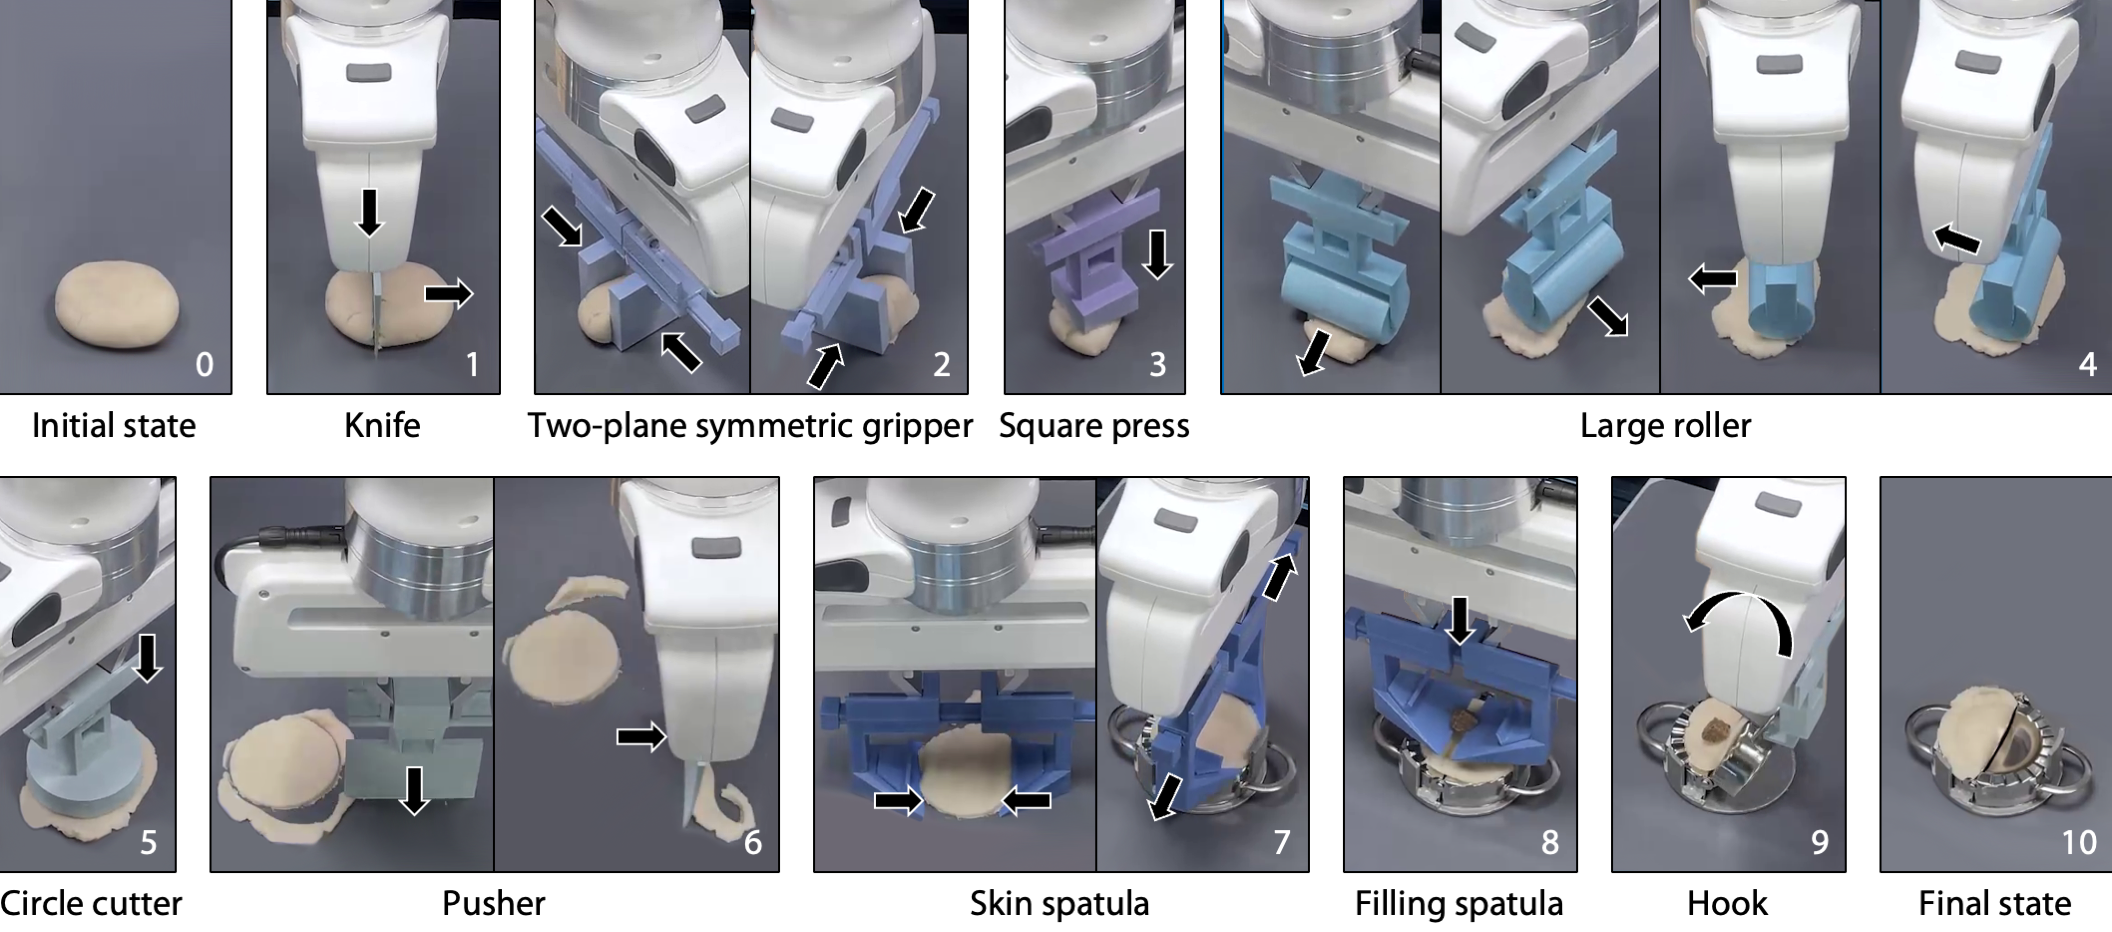 0
1
2
3
4
Initial state
Knife
Two-plane symmetric gripper
Square press
Large roller
5
6
7
8
9
10
Circle cutter
Pusher
Skin spatula
Filling spatula
Hook
Final state